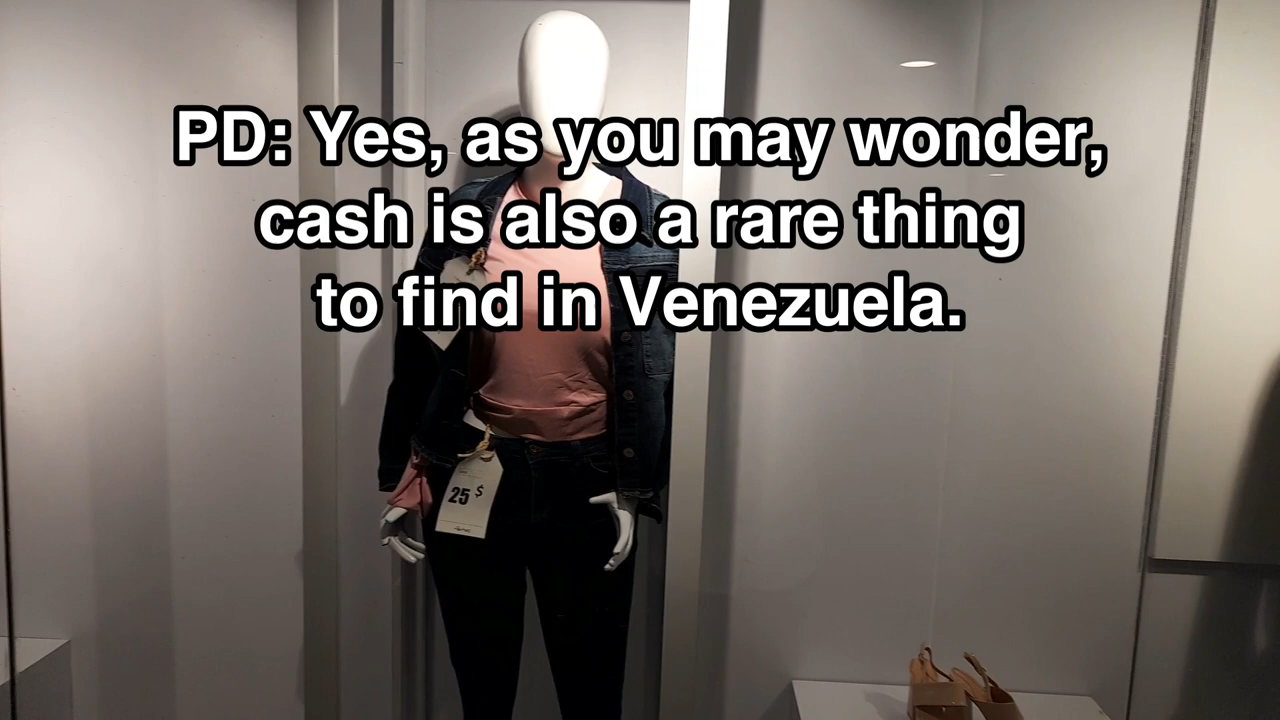 PD: Yes, as you may wonder,
cash is also a rare thing
to find in Venezuela.
25 $